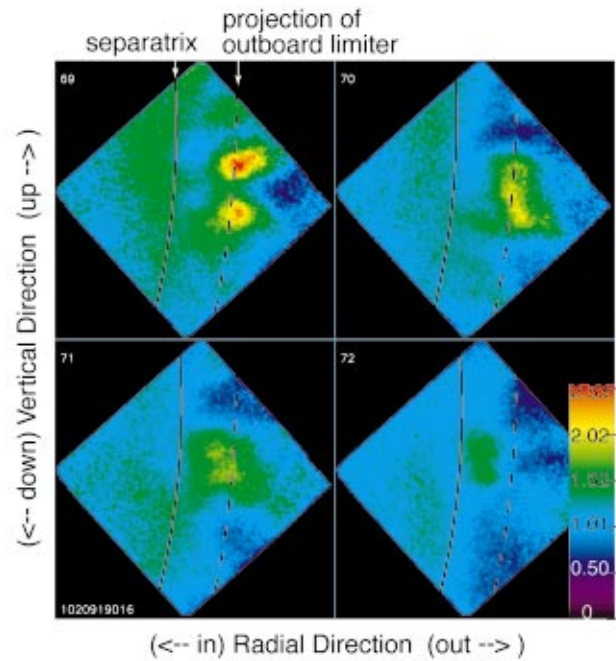 separatrix
projection of
outboard limiter
69
70
71
72
2.02
1.01
0.50
0
1020919016
(<-- down) Vertical Direction (up -->)
(<-- in) Radial Direction (out -->)